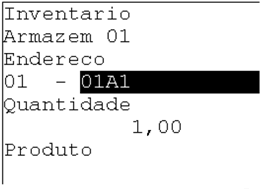 Inventario
Armazem 01
Endereco
01 - 01A1
Quantidade
1,00
Produto